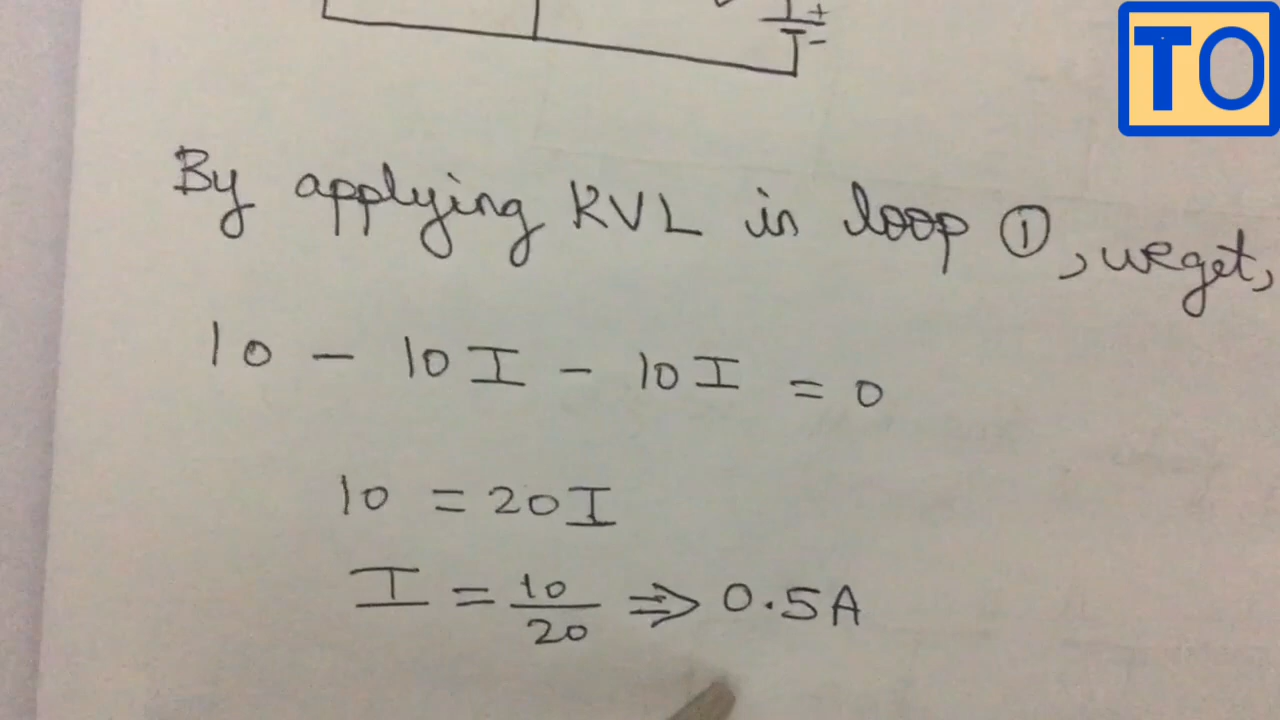 +
-
TO
By applying KVL in loop ①, we get,
10 - 10I - 10I = 0
10 = 20I
I = 10/20 ⇒ 0.5A